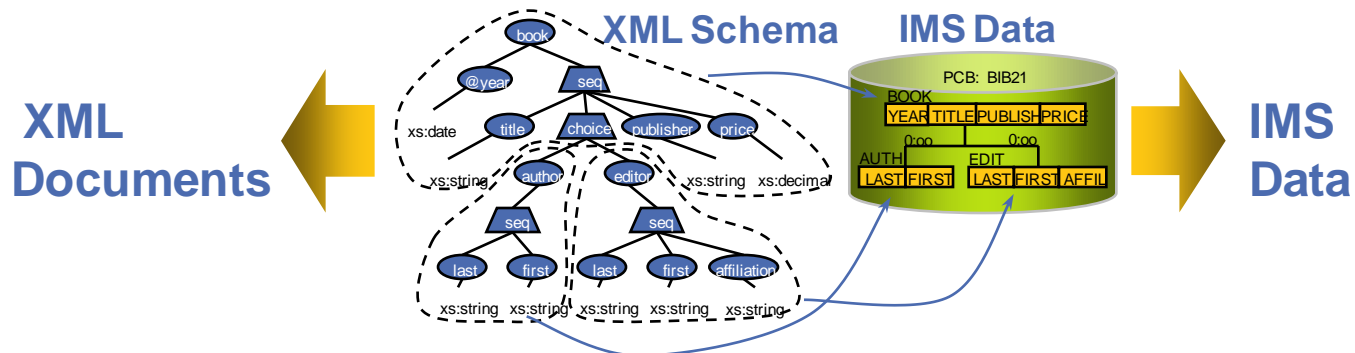 XML Schema
IMS Data
XML
Documents
book
@year
seq
xs:date
title
choice
publisher
price
xs:string
author
editor
xs:string
xs:decimal
seq
seq
last
first
last
first
affiliation
xs:string
xs:string
xs:string
xs:string
xs:string
PCB: BIB21
BOOK
YEAR TITLE PUBLISH PRICE
0:oo
0:oo
AUTH
EDIT
LAST FIRST
LAST FIRST AFFIL
IMS
Data